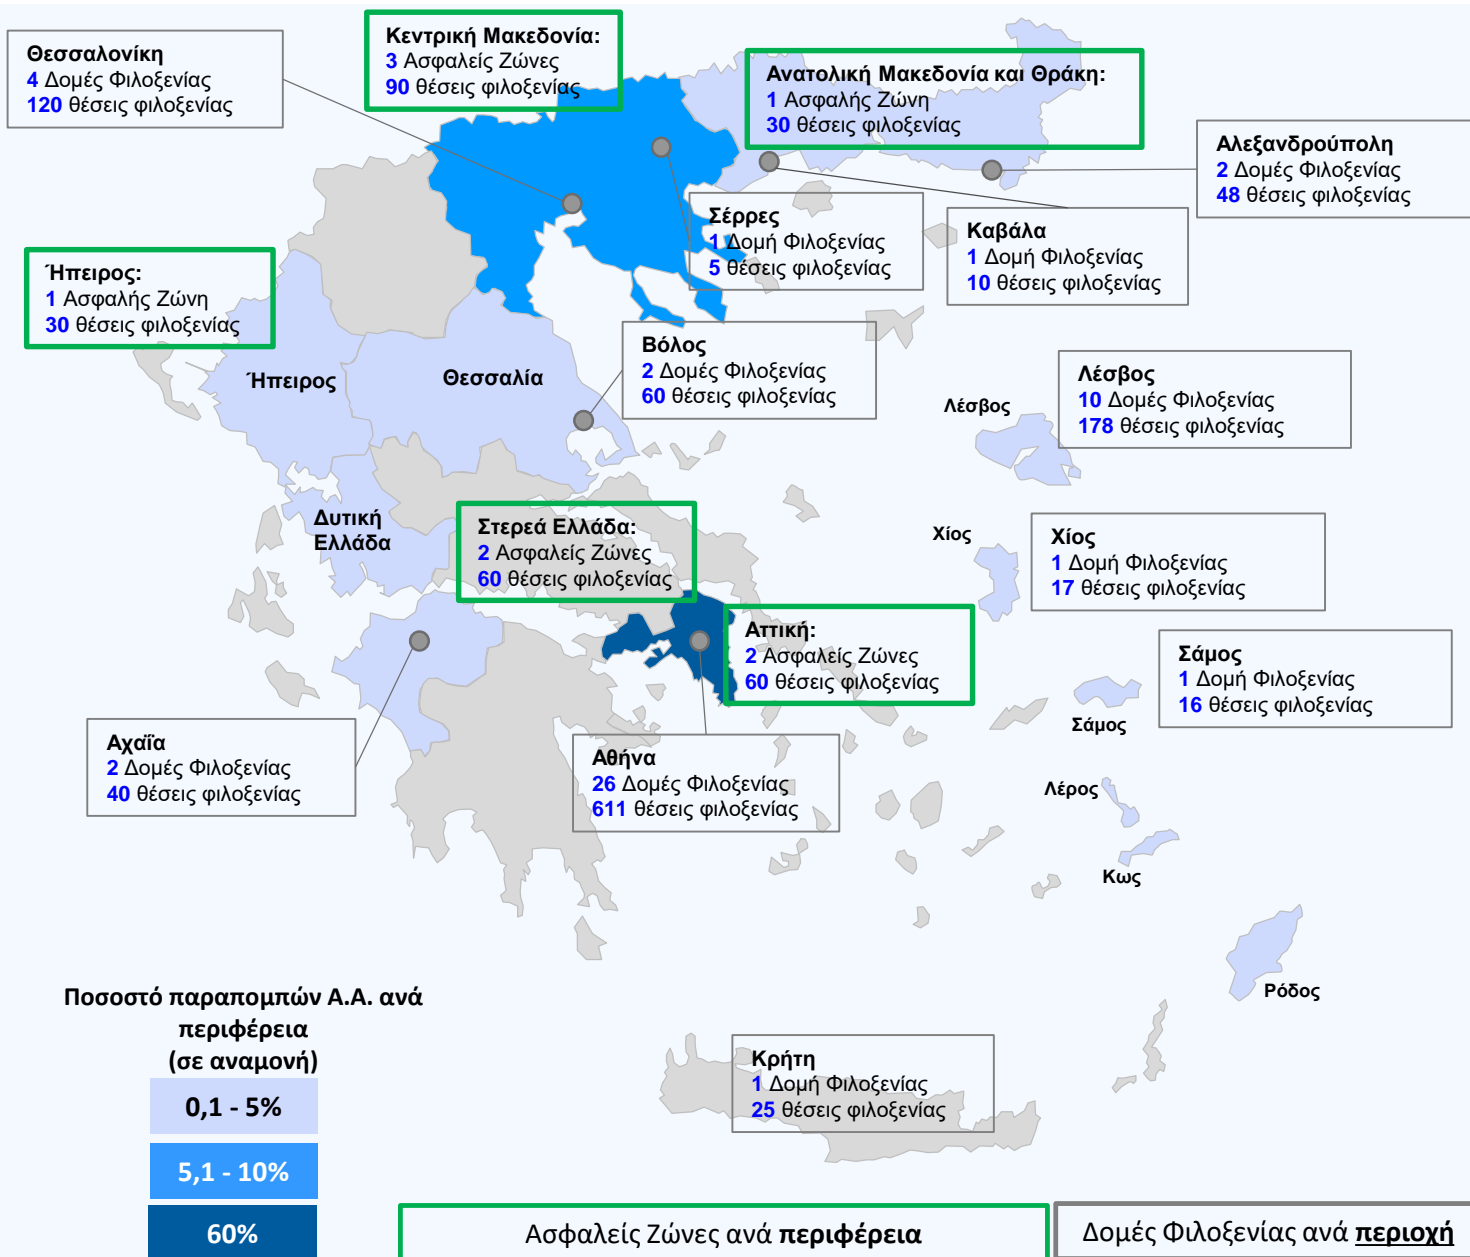 Θεσσαλονίκη
4 Δομές Φιλοξενίας
120 θέσεις φιλοξενίας
Κεντρική Μακεδονία:
3 Ασφαλείς Ζώνες
90 θέσεις φιλοξενίας
Ανατολική Μακεδονία και Θράκη:
1 Ασφαλής Ζώνη
30 θέσεις φιλοξενίας
Αλεξανδρούπολη
2 Δομές Φιλοξενίας
48 θέσεις φιλοξενίας
Σέρρες
1 Δομή Φιλοξενίας
5 θέσεις φιλοξενίας
Καβάλα
1 Δομή Φιλοξενίας
10 θέσεις φιλοξενίας
Ήπειρος:
1 Ασφαλής Ζώνη
30 θέσεις φιλοξενίας
Ήπειρος
Θεσσαλία
Βόλος
2 Δομές Φιλοξενίας
60 θέσεις φιλοξενίας
Λέσβος
Λέσβος
10 Δομές Φιλοξενίας
178 θέσεις φιλοξενίας
Δυτική
Ελλάδα
Στερεά Ελλάδα:
2 Ασφαλείς Ζώνες
60 θέσεις φιλοξενίας
Χίος
Χίος
1 Δομή Φιλοξενίας
17 θέσεις φιλοξενίας
Αττική:
2 Ασφαλείς Ζώνες
60 θέσεις φιλοξενίας
Σάμος
1 Δομή Φιλοξενίας
16 θέσεις φιλοξενίας
Σάμος
Αχαΐα
2 Δομές Φιλοξενίας
40 θέσεις φιλοξενίας
Αθήνα
26 Δομές Φιλοξενίας
611 θέσεις φιλοξενίας
Λέρος
Κως
Ρόδος
Κρήτη
1 Δομή Φιλοξενίας
25 θέσεις φιλοξενίας
Ποσοστό παραπομπών Α.Α. ανά
περιφέρεια
(σε αναμονή)
0,1 - 5%
5,1 - 10%
60%
Ασφαλείς Ζώνες ανά περιφέρεια
Δομές Φιλοξενίας ανά περιοχή